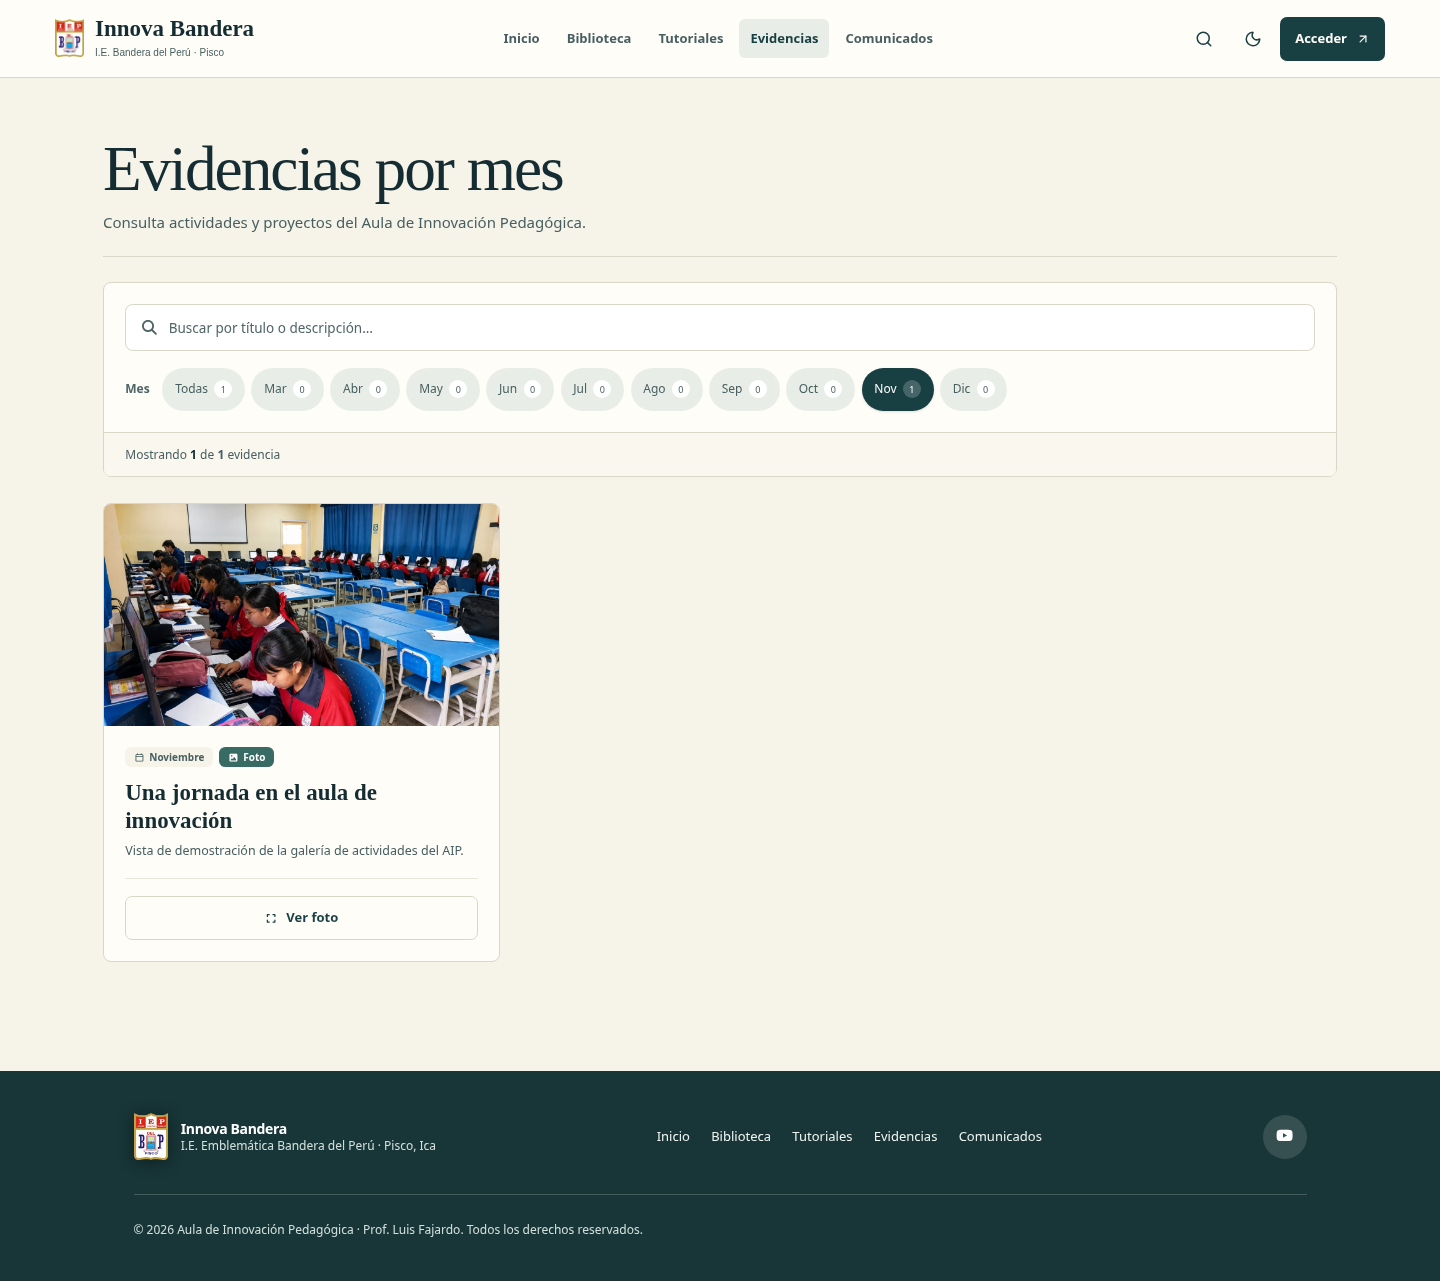 Innova Bandera
I.E. Bandera del Perú · Pisco
Inicio Biblioteca Tutoriales Evidencias Comunicados
Acceder
Evidencias por mes
Consulta actividades y proyectos del Aula de Innovación Pedagógica.
Buscar por título o descripción...
Mes Todas 1 Mar 0 Abr 0 May 0 Jun 0 Jul 0 Ago 0 Sep 0 Oct 0 Nov 1 Dic 0
Mostrando 1 de 1 evidencia
Noviembre Foto
Una jornada en el aula de
innovación
Vista de demostración de la galería de actividades del AIP.
Ver foto
I E P
B P
PISCO
Innova Bandera
I.E. Emblemática Bandera del Perú · Pisco, Ica
Inicio Biblioteca Tutoriales Evidencias Comunicados
© 2026 Aula de Innovación Pedagógica · Prof. Luis Fajardo. Todos los derechos reservados.